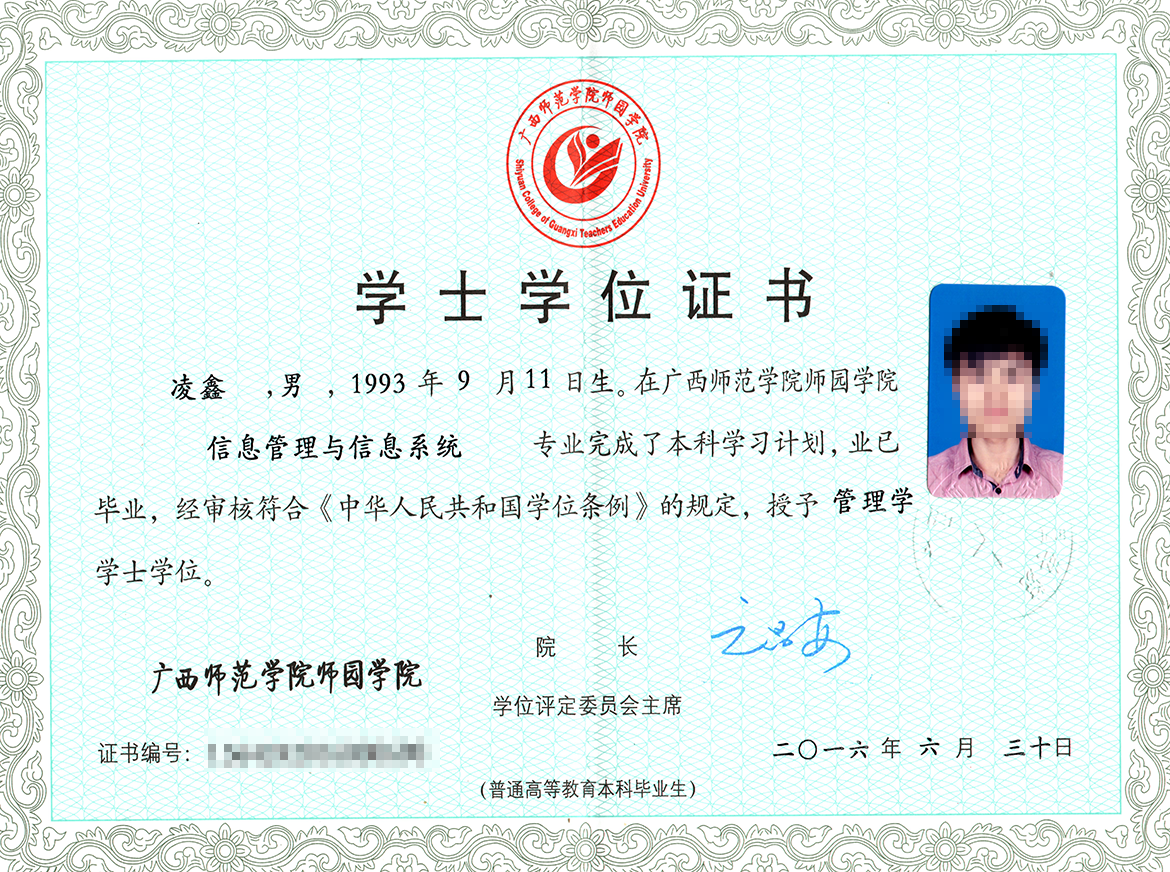 广西师范学院师园学院
Shiyuan College of Guangxi Teachers Education University
学士学位证书
凌鑫 ,男 , 1993 年 9 月 11 日生。在广西师范学院师园学院
信息管理与信息系统 专业完成了本科学习计划，业已
毕业，经审核符合《中华人民共和国学位条例》的规定，授予 管理学
学士学位。
院 长
广西师范学院师园学院
学位评定委员会主席
证书编号：
二〇一六 年 六 月 三十日
（普通高等教育本科毕业生）